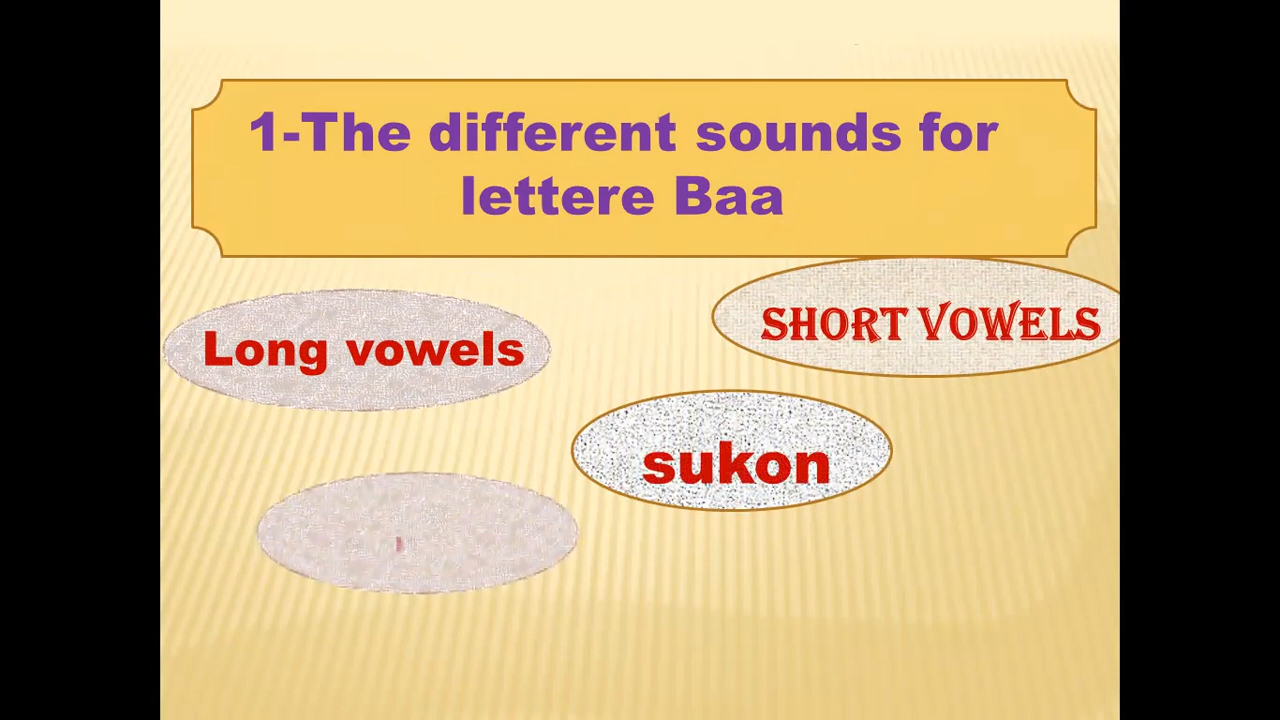 1-The different sounds for
lettere Baa
SHORT VOWELS
Long vowels
sukon